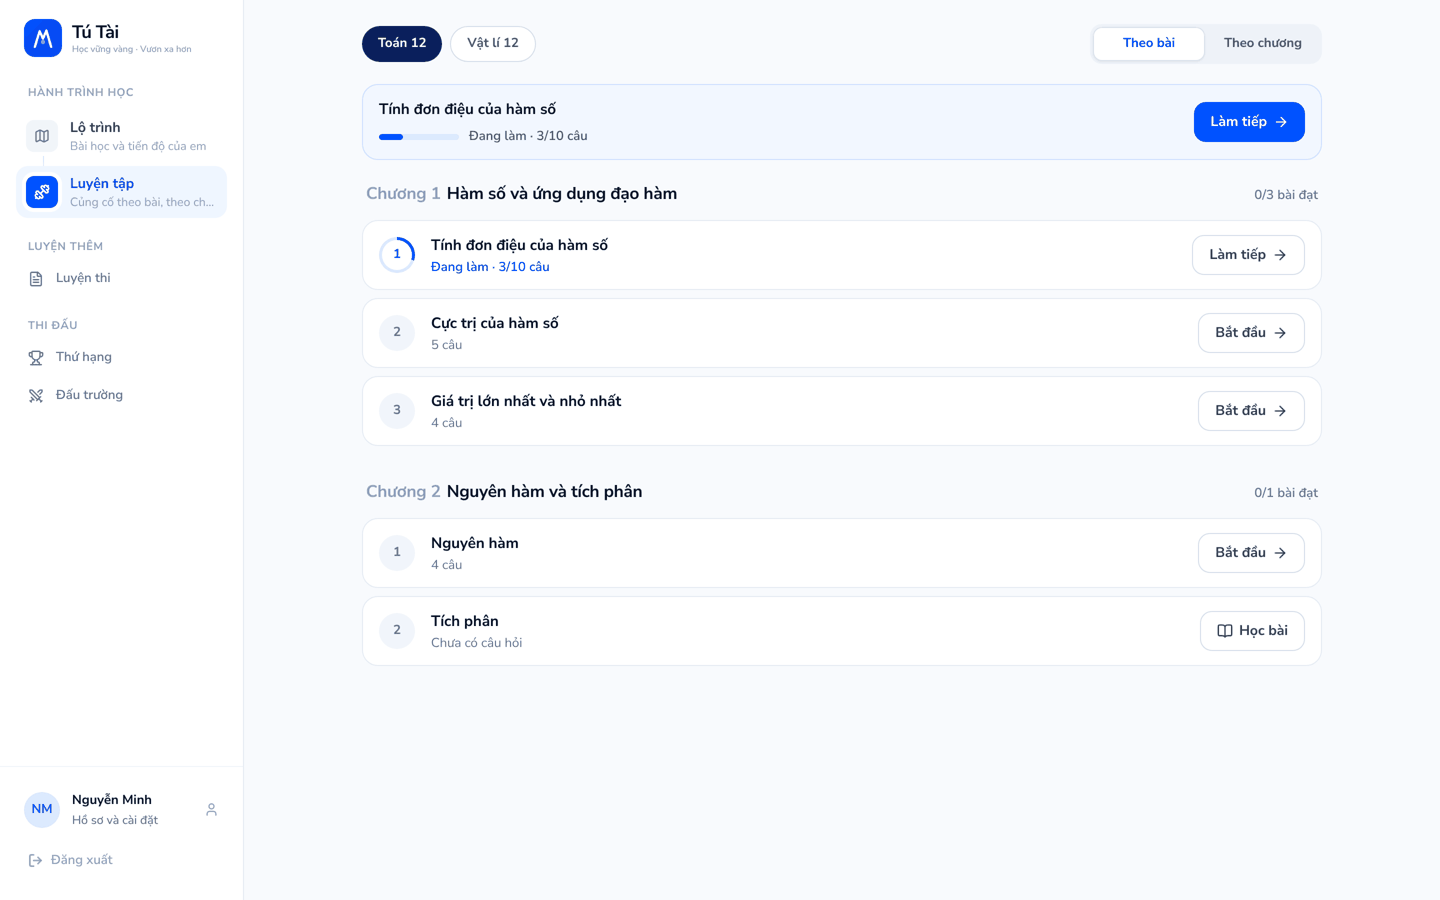 Tú Tài
Học vững vàng · Vươn xa hơn
HÀNH TRÌNH HỌC
Lộ trình
Bài học và tiến độ của em
Luyện tập
Củng cố theo bài, theo ch...
LUYỆN THÊM
Luyện thi
THI ĐẤU
Thứ hạng
Đấu trường
NM
Nguyễn Minh
Hồ sơ và cài đặt
Đăng xuất
Toán 12
Vật lí 12
Theo bài
Theo chương
Tính đơn điệu của hàm số
Đang làm · 3/10 câu
Làm tiếp
Chương 1 Hàm số và ứng dụng đạo hàm
0/3 bài đạt
1
Tính đơn điệu của hàm số
Đang làm · 3/10 câu
Làm tiếp
2
Cực trị của hàm số
5 câu
Bắt đầu
3
Giá trị lớn nhất và nhỏ nhất
4 câu
Bắt đầu
Chương 2 Nguyên hàm và tích phân
0/1 bài đạt
1
Nguyên hàm
4 câu
Bắt đầu
2
Tích phân
Chưa có câu hỏi
Học bài